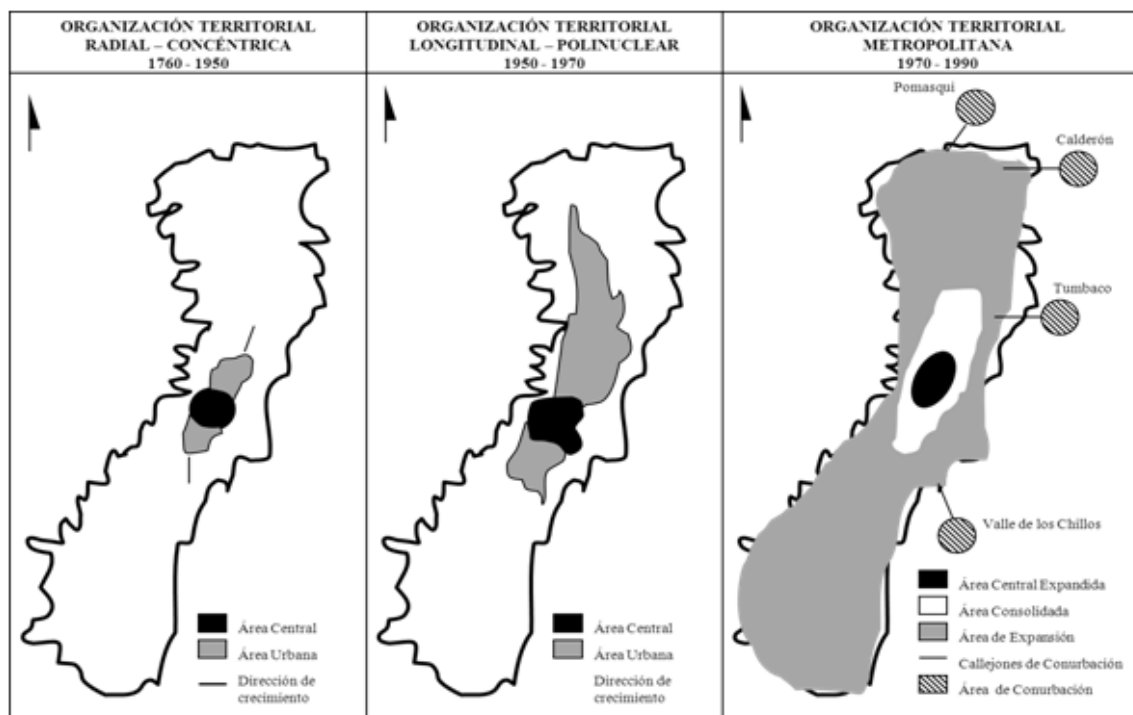 ORGANIZACIÓN TERRITORIAL
RADIAL – CONCÉNTRICA
1760 - 1950
ORGANIZACIÓN TERRITORIAL
LONGITUDINAL – POLINUCLEAR
1950 - 1970
ORGANIZACIÓN TERRITORIAL
METROPOLITANA
1970 - 1990
Área Central
Área Urbana
Dirección de
crecimiento
Área Central
Área Urbana
Dirección de
crecimiento
Pomasqui
Calderón
Tumbaco
Valle de los Chillos
Área Central Expandida
Área Consolidada
Área de Expansión
Callejones de Conurbación
Área de Conurbación